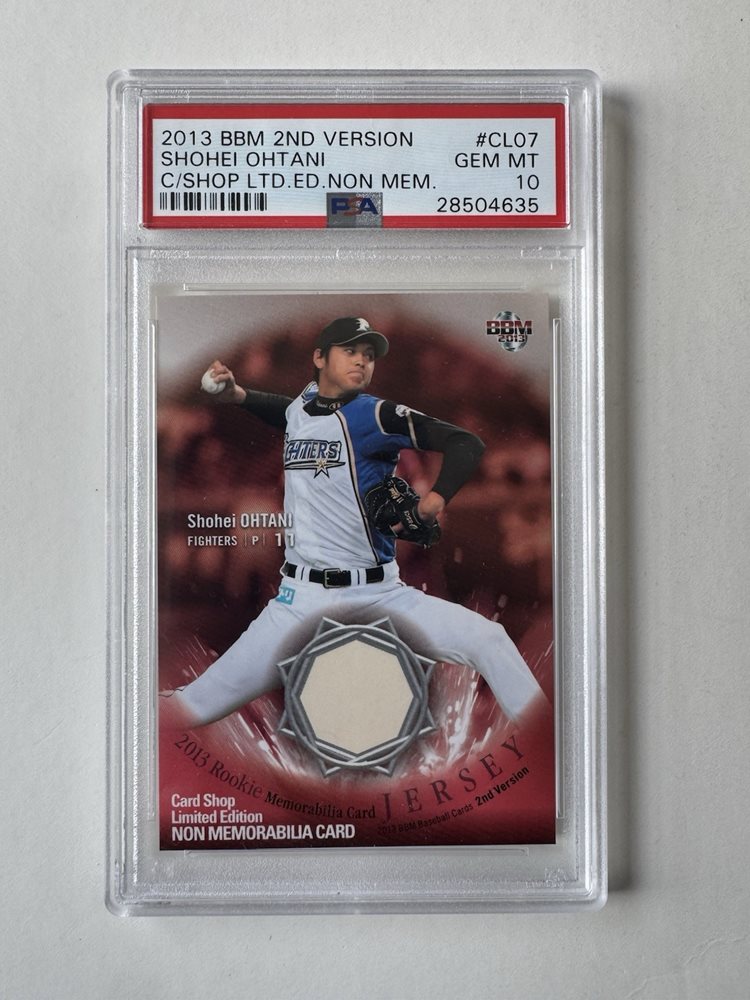 2013 BBM 2ND VERSION #CL07
SHOHEI OHTANI GEM MT
C/SHOP LTD.ED.NON MEM. 10
PSA 28504635
BBM
2013
FIGHTERS
Shohei OHTANI
FIGHTERS | P | 11
2013 Rookie Memorabilia Card JERSEY
2013 BBM Baseball Cards 2nd Version
Card Shop
Limited Edition
NON MEMORABILIA CARD